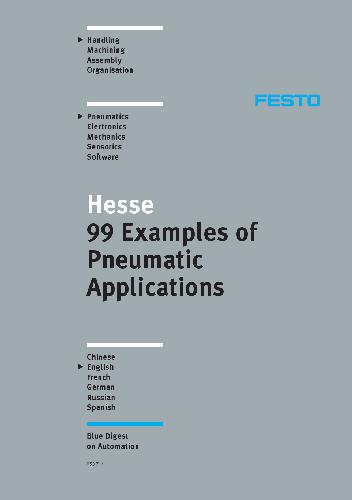 Handling
Machining
Assembly
Organisation
FESTO
Pneumatics
Electronics
Mechanics
Sensorics
Software
Hesse
99 Examples of
Pneumatic
Applications
Chinese
English
French
German
Russian
Spanish
Blue Digest
on Automation